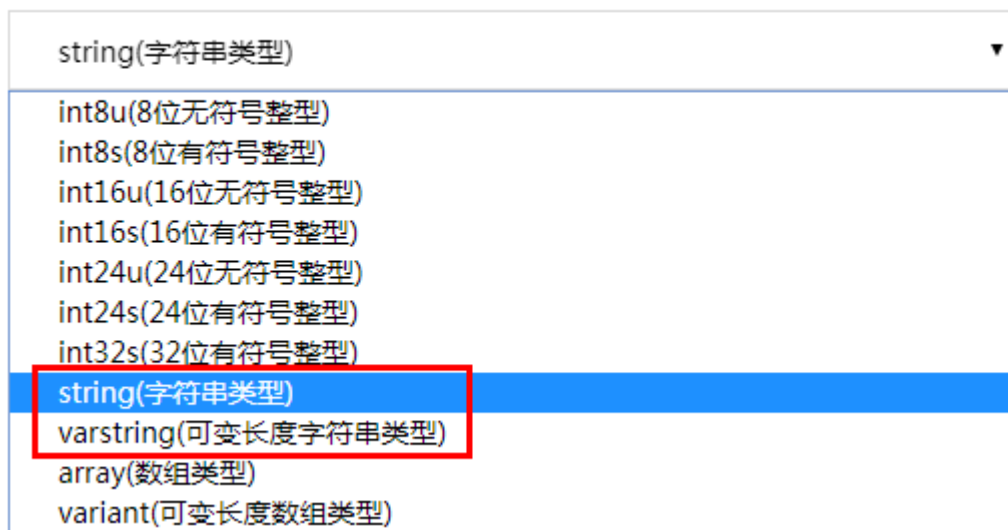 string(字符串类型)
int8u(8位无符号整型)
int8s(8位有符号整型)
int16u(16位无符号整型)
int16s(16位有符号整型)
int24u(24位无符号整型)
int24s(24位有符号整型)
int32s(32位有符号整型)
string(字符串类型)
varstring(可变长度字符串类型)
array(数组类型)
variant(可变长度数组类型)